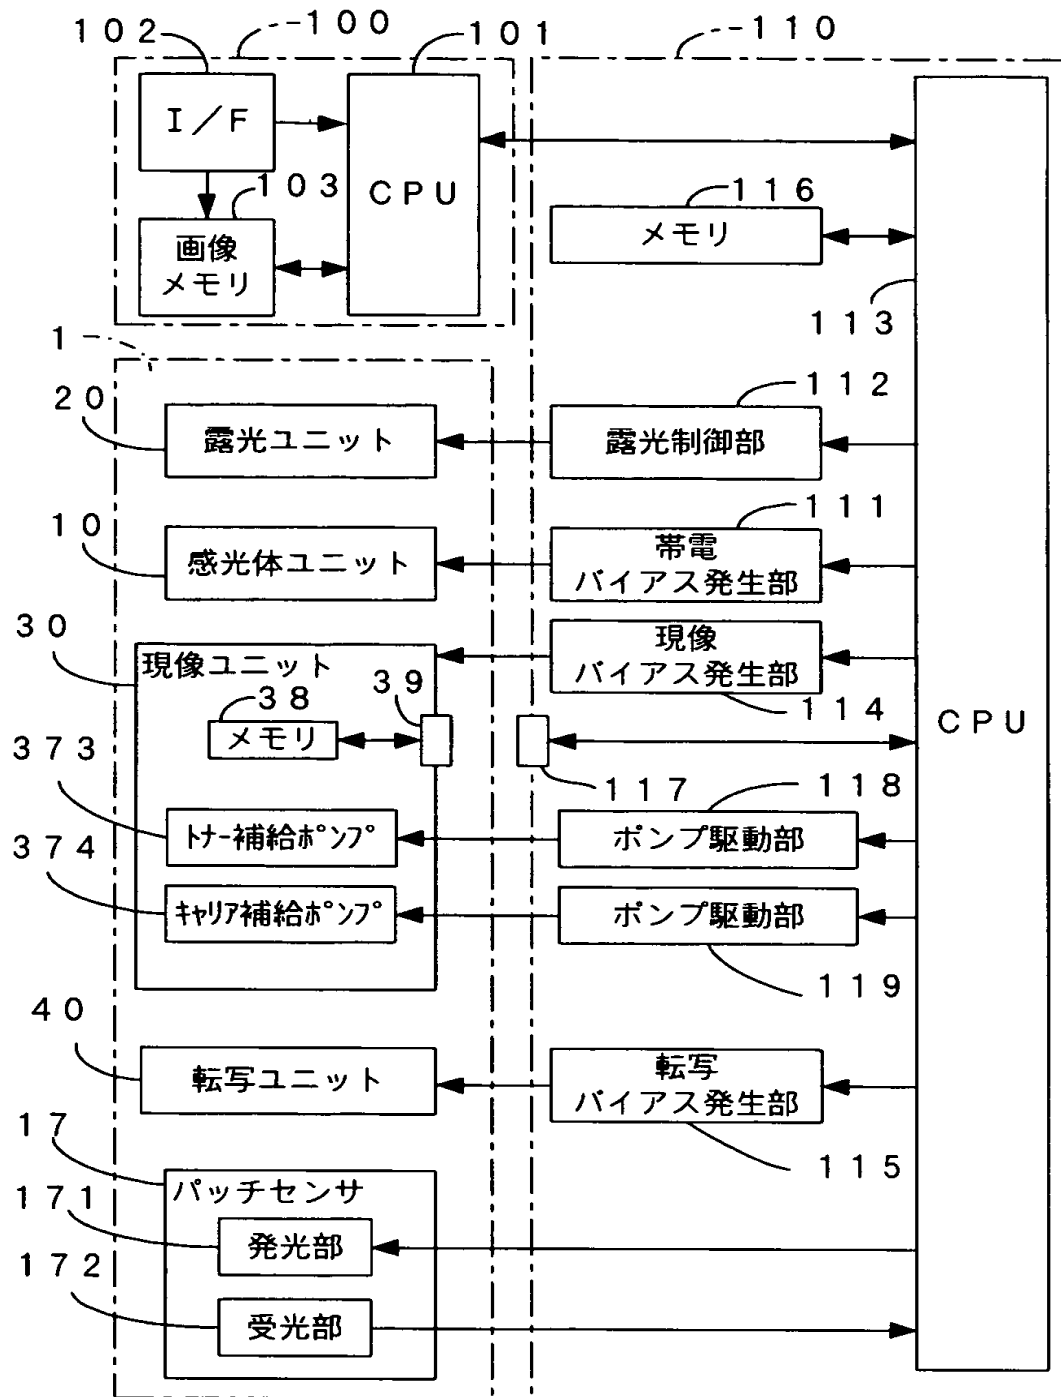 102
100
101
110
I/F
CPU
103
画像
メモリ
116
メモリ
113
1
20
露光ユニット
112
露光制御部
10
感光体ユニット
111
帯電
バイアス発生部
30
現像ユニット
現像
バイアス発生部
114
CPU
38
メモリ
39
117
373
トナー補給ポンプ
118
ポンプ駆動部
374
キャリア補給ポンプ
ポンプ駆動部
119
40
転写ユニット
転写
バイアス発生部
115
17
パッチセンサ
171
発光部
172
受光部